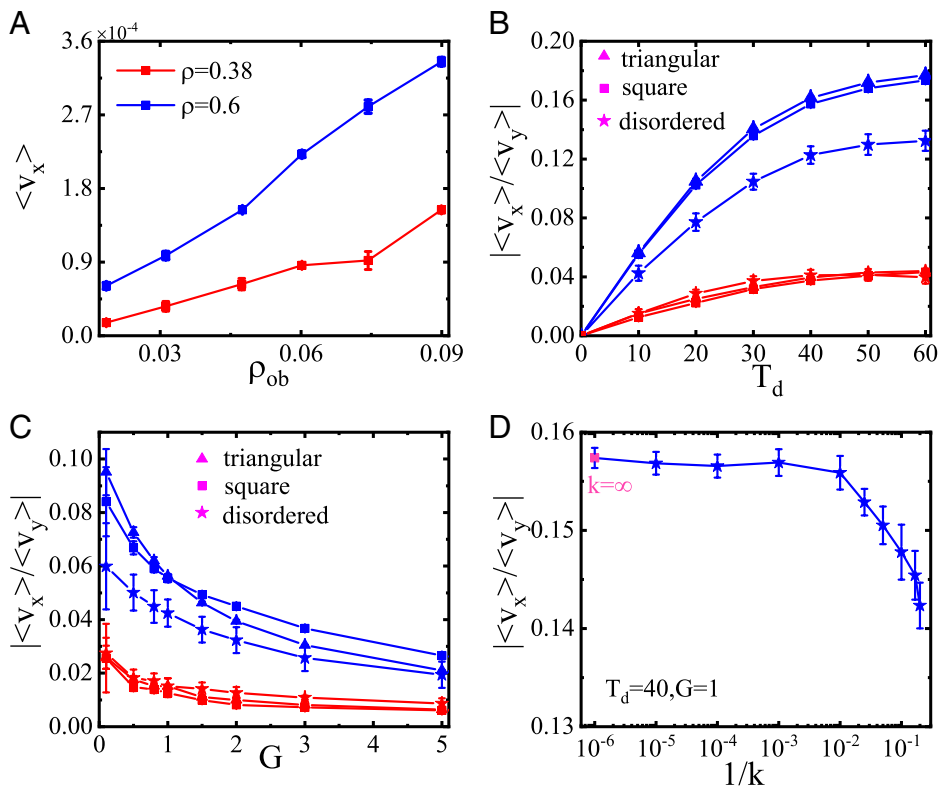 A
×10⁻⁴
3.6
2.7
1.8
0.9
0.0
<vₓ>
ρ=0.38
ρ=0.6
0.03 0.06 0.09
ρ_ob
B
0.20
0.16
0.12
0.08
0.04
0.00
|<vₓ>/<v_y>|
triangular
square
disordered
0 10 20 30 40 50 60
T_d
C
0.10
0.08
0.06
0.04
0.02
0.00
|<vₓ>/<v_y>|
triangular
square
disordered
0 1 2 3 4 5
G
D
0.16
0.15
0.14
0.13
|<vₓ>/<v_y>|
k=∞
T_d=40,G=1
10⁻⁶ 10⁻⁵ 10⁻⁴ 10⁻³ 10⁻² 10⁻¹
1/k